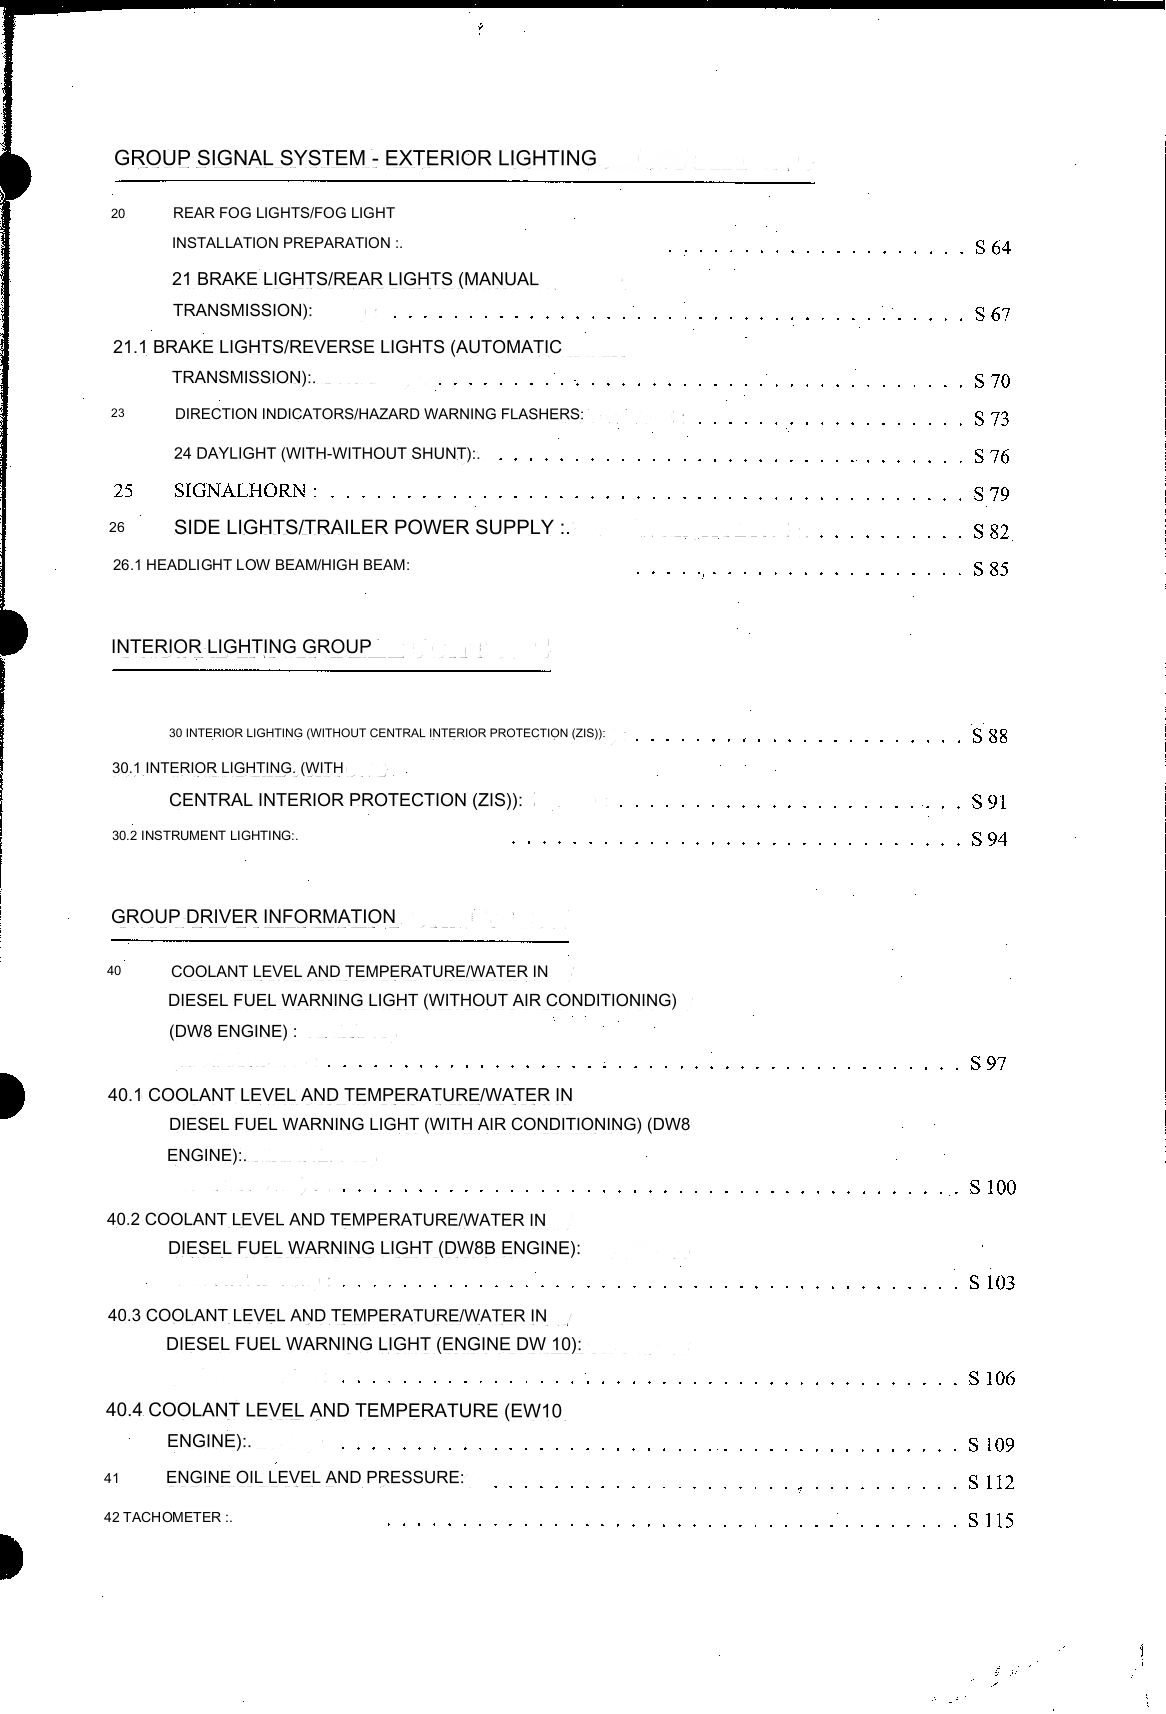 GROUP SIGNAL SYSTEM - EXTERIOR LIGHTING
20 REAR FOG LIGHTS/FOG LIGHT
INSTALLATION PREPARATION :. . . . . . . . . . . . . . . . . . . . . S 64
21 BRAKE LIGHTS/REAR LIGHTS (MANUAL
TRANSMISSION): . . . . . . . . . . . . . . . . . . . . . . . . . . . . . . . . . . . . . . S 67
21.1 BRAKE LIGHTS/REVERSE LIGHTS (AUTOMATIC
TRANSMISSION):. . . . . . . . . . . . . . . . . . . . . . . . . . . . . . . . . . . . S 70
23 DIRECTION INDICATORS/HAZARD WARNING FLASHERS: . . . . . . . . . . . . . . . . . . S 73
24 DAYLIGHT (WITH-WITHOUT SHUNT):. . . . . . . . . . . . . . . . . . . . . . . . . . . . . . . . S 76
25 SIGNALHORN : . . . . . . . . . . . . . . . . . . . . . . . . . . . . . . . . . . . . . . . . . . S 79
26 SIDE LIGHTS/TRAILER POWER SUPPLY :. . . . . . . . . . . S 82
26.1 HEADLIGHT LOW BEAM/HIGH BEAM: . . . . . . . . . . . . . . . . . . . . . . S 85
INTERIOR LIGHTING GROUP
30 INTERIOR LIGHTING (WITHOUT CENTRAL INTERIOR PROTECTION (ZIS)): . . . . . . . . . . . . . . . . . . . . . . S 88
30.1 INTERIOR LIGHTING. (WITH
CENTRAL INTERIOR PROTECTION (ZIS)): . . . . . . . . . . . . . . . . . . . . . . . S 91
30.2 INSTRUMENT LIGHTING:. . . . . . . . . . . . . . . . . . . . . . . . . . . . . . . S 94
GROUP DRIVER INFORMATION
40 COOLANT LEVEL AND TEMPERATURE/WATER IN
DIESEL FUEL WARNING LIGHT (WITHOUT AIR CONDITIONING)
(DW8 ENGINE) :
. . . . . . . . . . . . . . . . . . . . . . . . . . . . . . . . . . . . . . . . . . S 97
40.1 COOLANT LEVEL AND TEMPERATURE/WATER IN
DIESEL FUEL WARNING LIGHT (WITH AIR CONDITIONING) (DW8
ENGINE):.
. . . . . . . . . . . . . . . . . . . . . . . . . . . . . . . . . . . . . . . . . S 100
40.2 COOLANT LEVEL AND TEMPERATURE/WATER IN
DIESEL FUEL WARNING LIGHT (DW8B ENGINE):
. . . . . . . . . . . . . . . . . . . . . . . . . . . . . . . . . . . . . . . . . S 103
40.3 COOLANT LEVEL AND TEMPERATURE/WATER IN
DIESEL FUEL WARNING LIGHT (ENGINE DW 10):
. . . . . . . . . . . . . . . . . . . . . . . . . . . . . . . . . . . . . . . . . S 106
40.4 COOLANT LEVEL AND TEMPERATURE (EW10
ENGINE):. . . . . . . . . . . . . . . . . . . . . . . . . . . . . . . . . . . . . . . . . . S 109
41 ENGINE OIL LEVEL AND PRESSURE: . . . . . . . . . . . . . . . . . . . . . . . . . . . . . . . S 112
42 TACHOMETER :. . . . . . . . . . . . . . . . . . . . . . . . . . . . . . . . . . . . . . . S 115